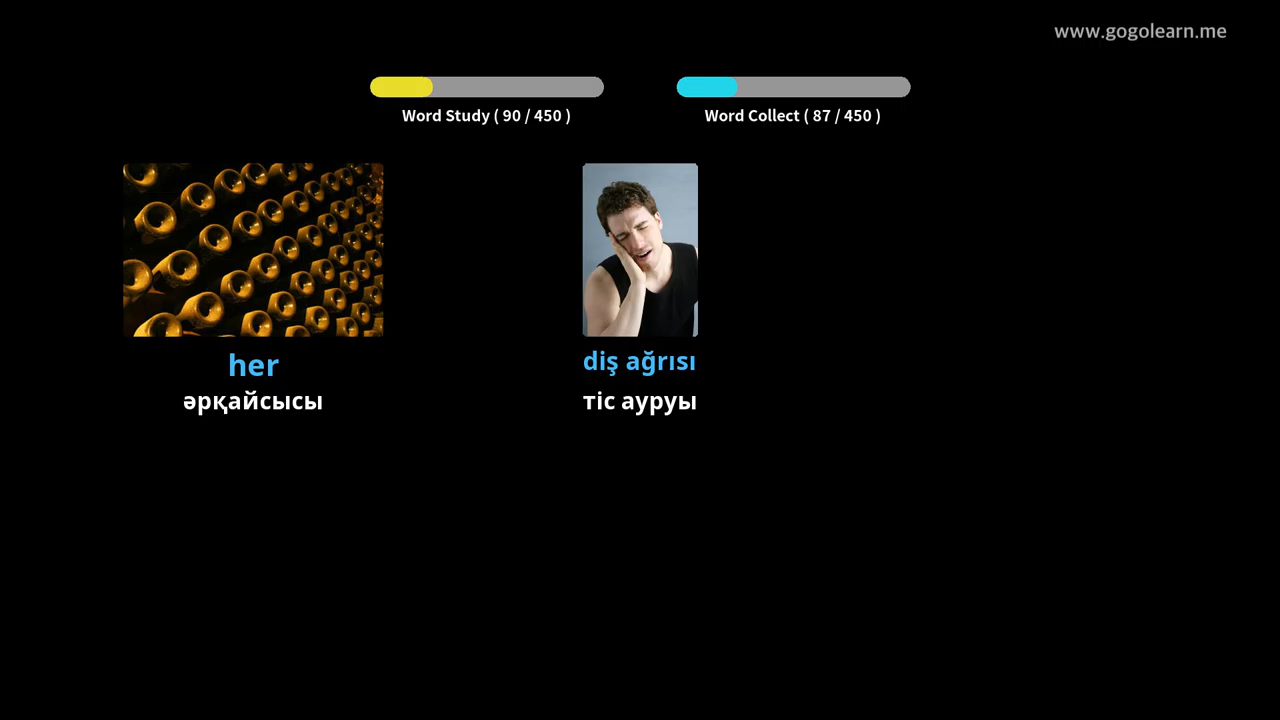 www.gogolearn.me
Word Study ( 90 / 450 )
Word Collect ( 87 / 450 )
her
әрқайсысы
diş ağrısı
тіс ауруы